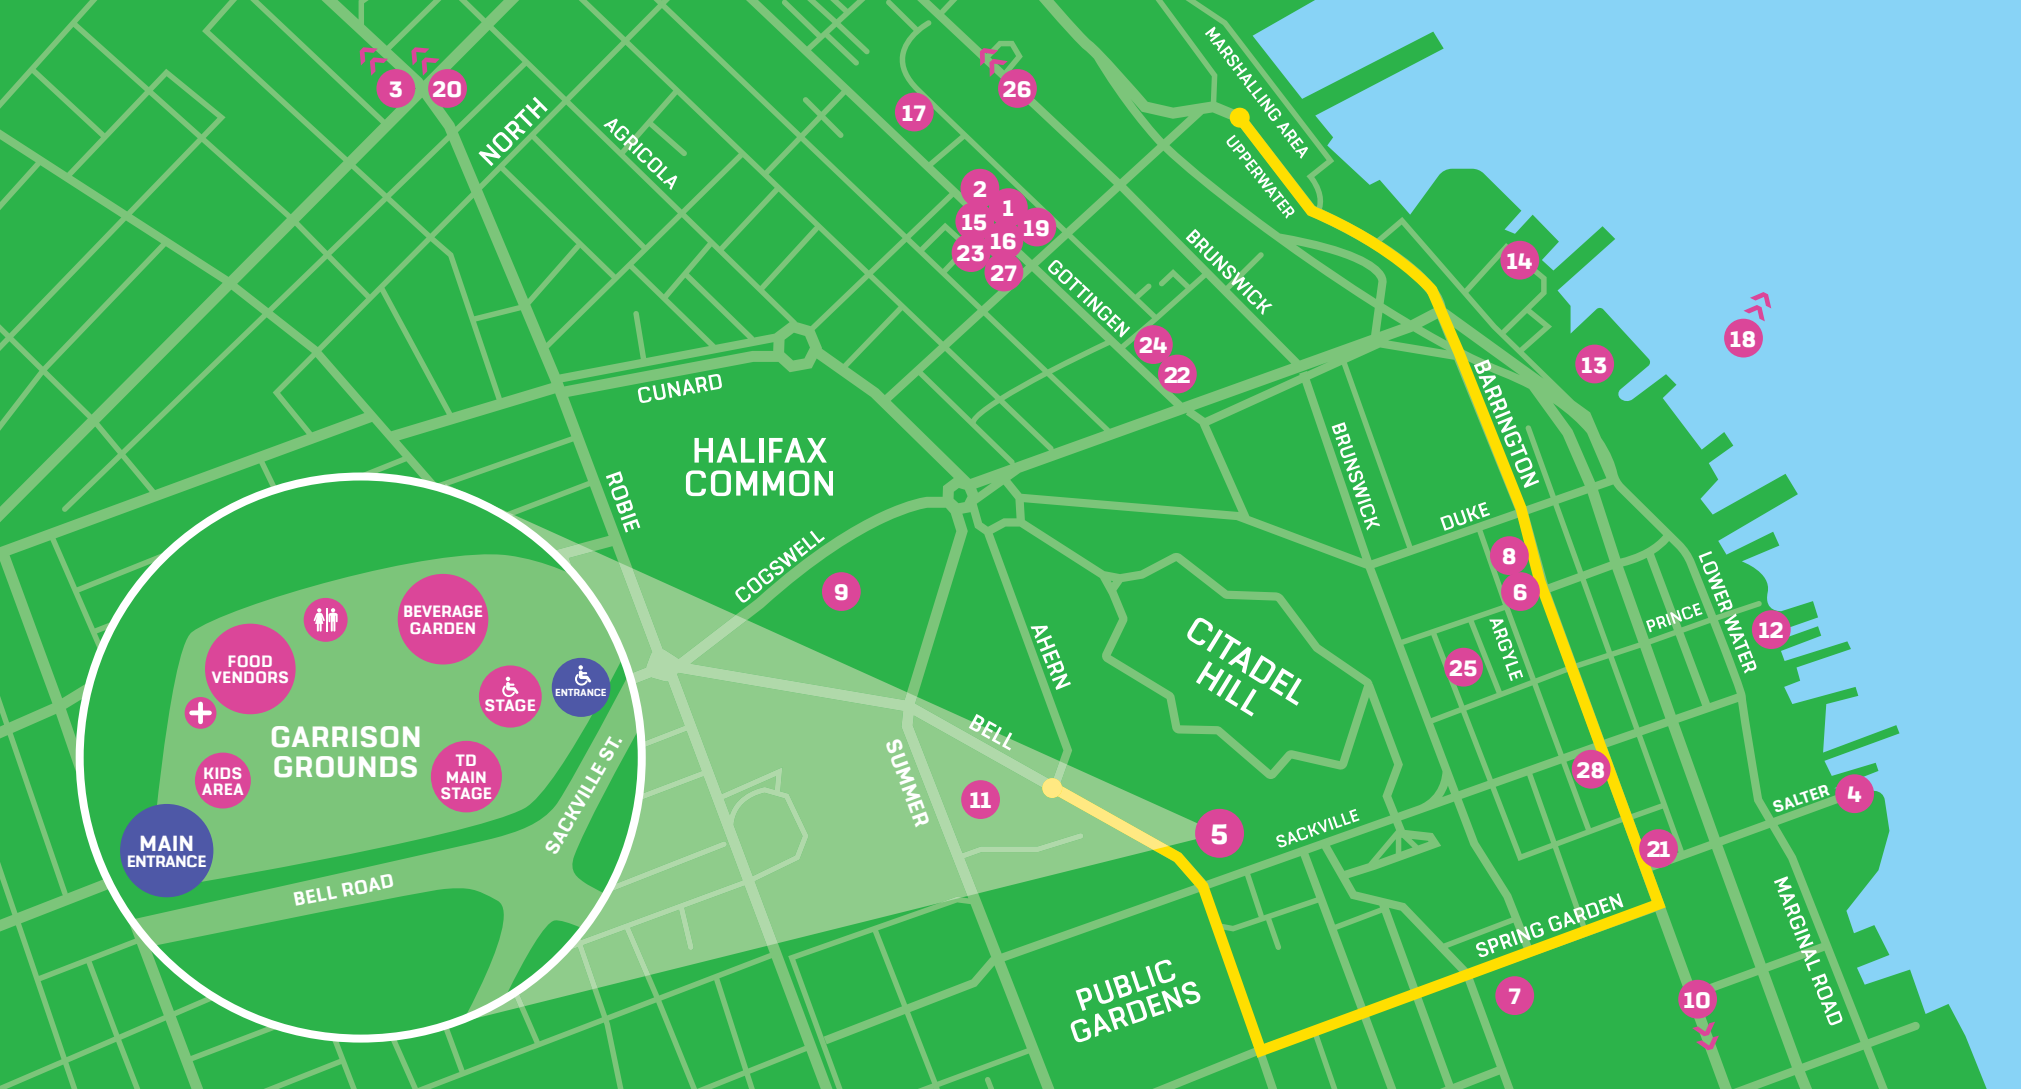 MARSHALLING AREA
3
20
26
17
NORTH
AGRICOLA
UPPERWATER
2
1
15
19
16
23
27
BRUNSWICK
GOTTINGEN
14
18
24
22
13
CUNARD
BARRINGTON
HALIFAX
COMMON
ROBIE
BRUNSWICK
DUKE
COGSWELL
8
6
9
LOWER WATER
PRINCE
12
ARGYLE
25
AHERN
CITADEL
HILL
BELL
SUMMER
11
5
SACKVILLE
28
SALTER
4
21
SPRING GARDEN
MARGINAL ROAD
PUBLIC
GARDENS
7
10
BEVERAGE
GARDEN
FOOD
VENDORS
STAGE
ENTRANCE
GARRISON
GROUNDS
KIDS
AREA
TD
MAIN
STAGE
SACKVILLE ST.
MAIN
ENTRANCE
BELL ROAD